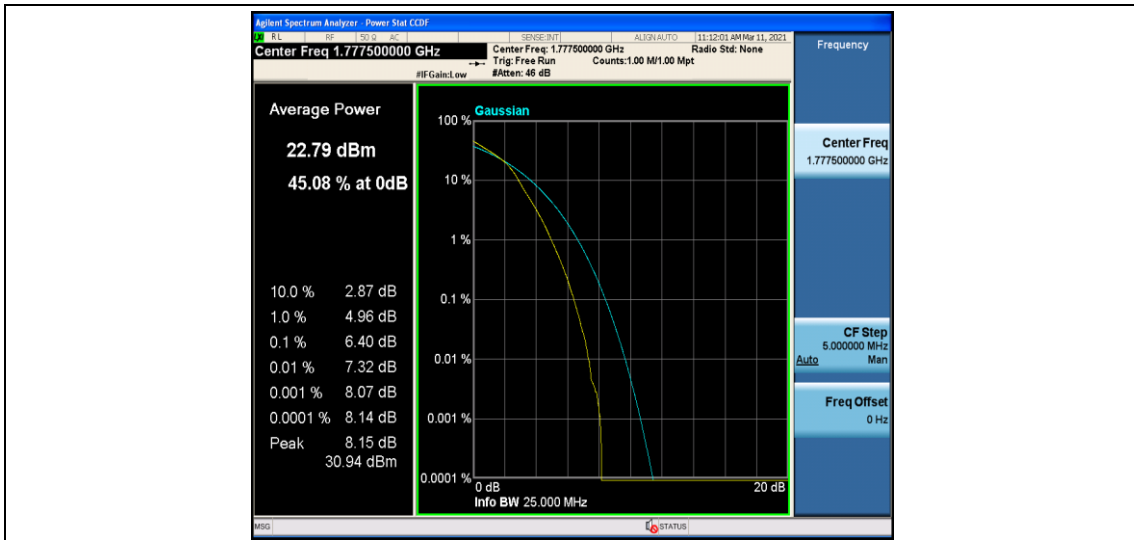 Agilent Spectrum Analyzer - Power Stat CCDF
LXI RL RF 50 Ω AC SENSE:INT ALIGN AUTO 11:12:01 AM Mar 11, 2021
Center Freq 1.777500000 GHz
Center Freq: 1.777500000 GHz Radio Std: None
Trig: Free Run Counts:1.00 M/1.00 Mpt
#IFGain:Low #Atten: 46 dB
Frequency
Average Power
22.79 dBm
45.08 % at 0dB
10.0 % 2.87 dB
1.0 % 4.96 dB
0.1 % 6.40 dB
0.01 % 7.32 dB
0.001 % 8.07 dB
0.0001 % 8.14 dB
Peak 8.15 dB
30.94 dBm
Gaussian
100 %
10 %
1 %
0.1 %
0.01 %
0.001 %
0.0001 %
0 dB 20 dB
Info BW 25.000 MHz
Center Freq
1.777500000 GHz
CF Step
5.000000 MHz
Auto Man
Freq Offset
0 Hz
MSG STATUS